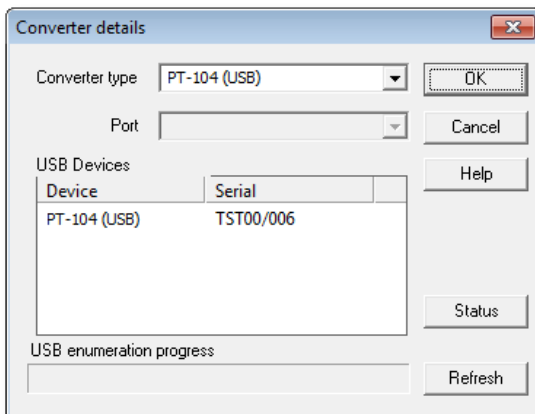 Converter details
Converter type PT-104 (USB) OK
Port Cancel
USB Devices Help
Device Serial
PT-104 (USB) TST00/006
Status
USB enumeration progress
Refresh